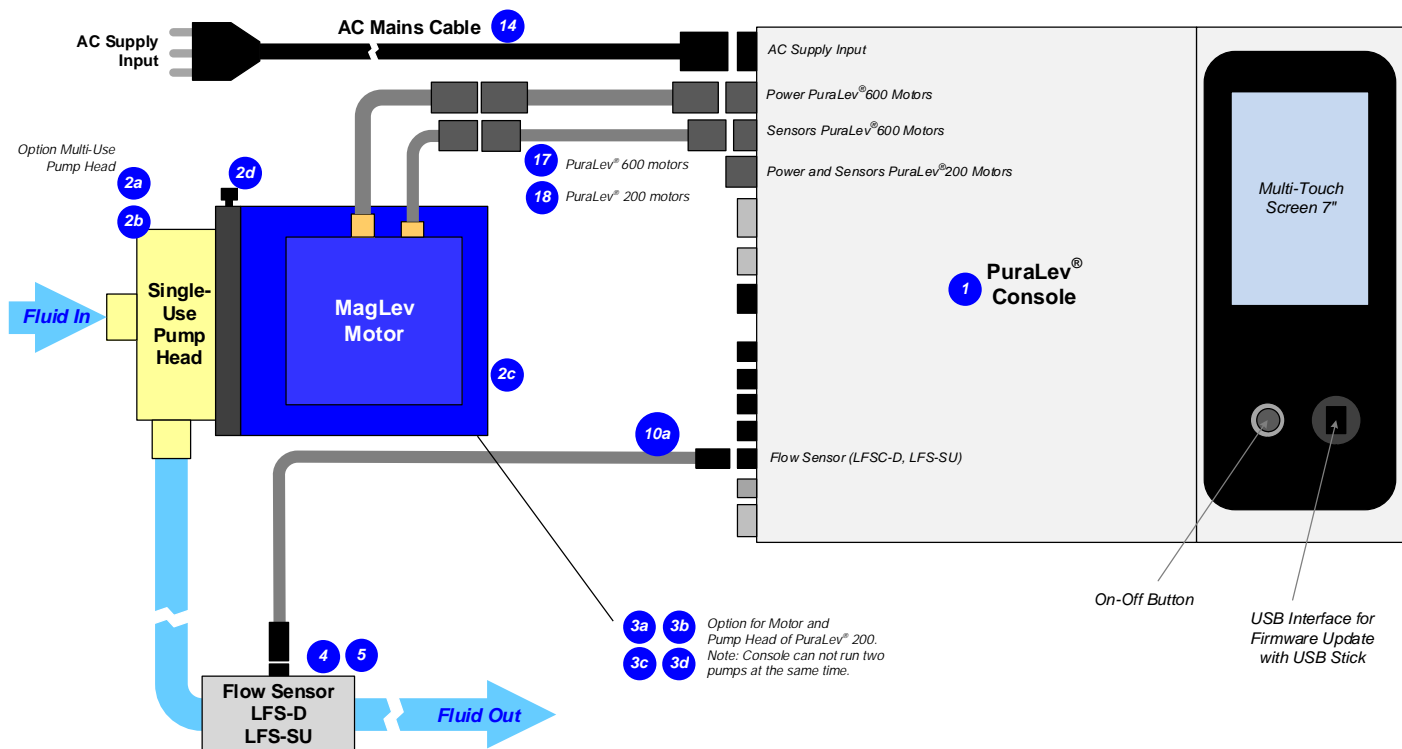 AC Mains Cable 14
AC Supply
Input
AC Supply Input
Power PuraLev®600 Motors
Sensors PuraLev®600 Motors
Power and Sensors PuraLev®200 Motors
17 PuraLev® 600 motors
18 PuraLev® 200 motors
Option Multi-Use
Pump Head
2a
2b
2d
Multi-Touch
Screen 7"
1
PuraLev®
Console
Fluid In
Single-
Use
Pump
Head
MagLev
Motor
2c
10a
Flow Sensor (LFSC-D, LFS-SU)
On-Off Button
USB Interface for
Firmware Update
with USB Stick
3a 3b
3c 3d
Option for Motor and
Pump Head of PuraLev® 200.
Note: Console can not run two
pumps at the same time.
4 5
Flow Sensor
LFS-D
LFS-SU
Fluid Out